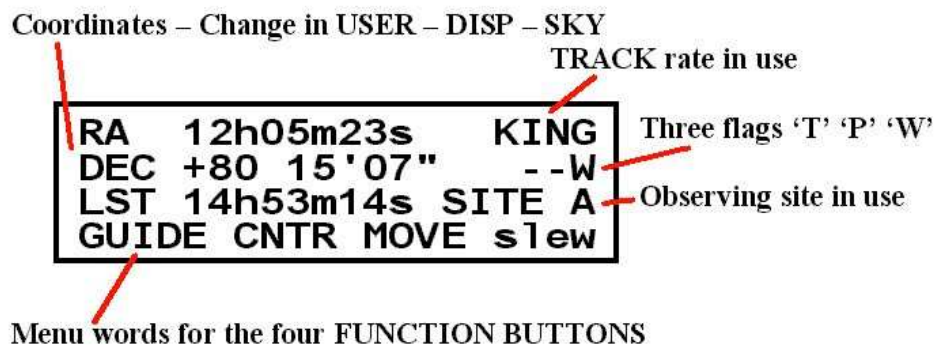 Coordinates – Change in USER – DISP – SKY
TRACK rate in use
RA 12h05m23s KING
DEC +80 15'07" --W
Three flags ‘T’ ‘P’ ‘W’
LST 14h53m14s SITE A
Observing site in use
GUIDE CNTR MOVE slew
Menu words for the four FUNCTION BUTTONS